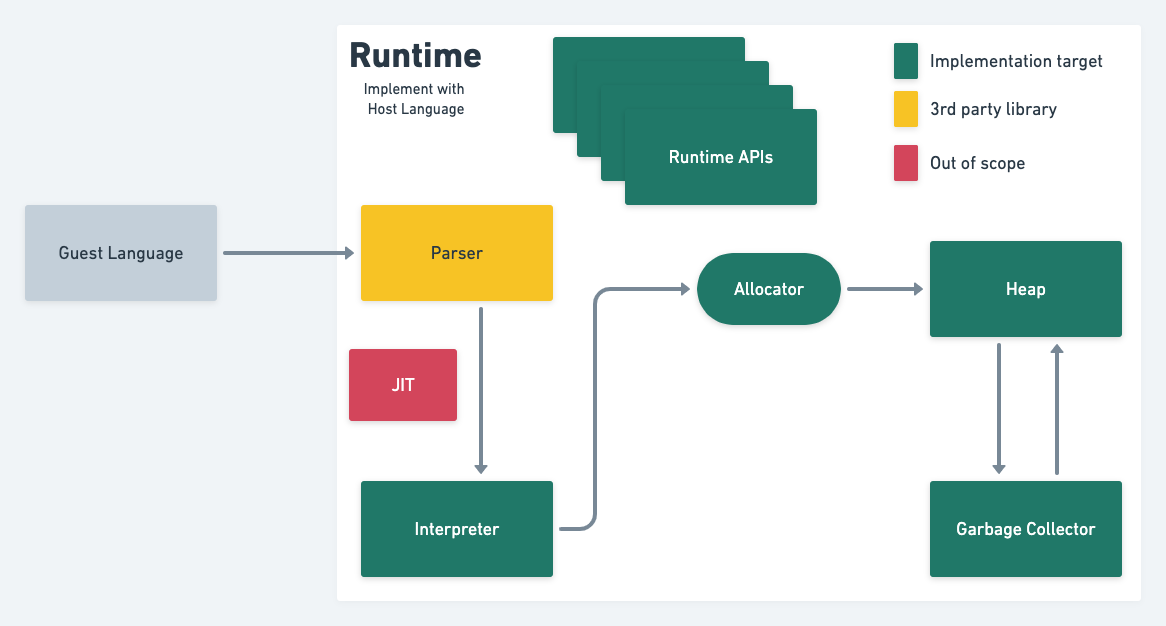 Runtime
Implement with
Host Language
Runtime APIs
Implementation target
3rd party library
Out of scope
Guest Language
Parser
Allocator
Heap
JIT
Interpreter
Garbage Collector